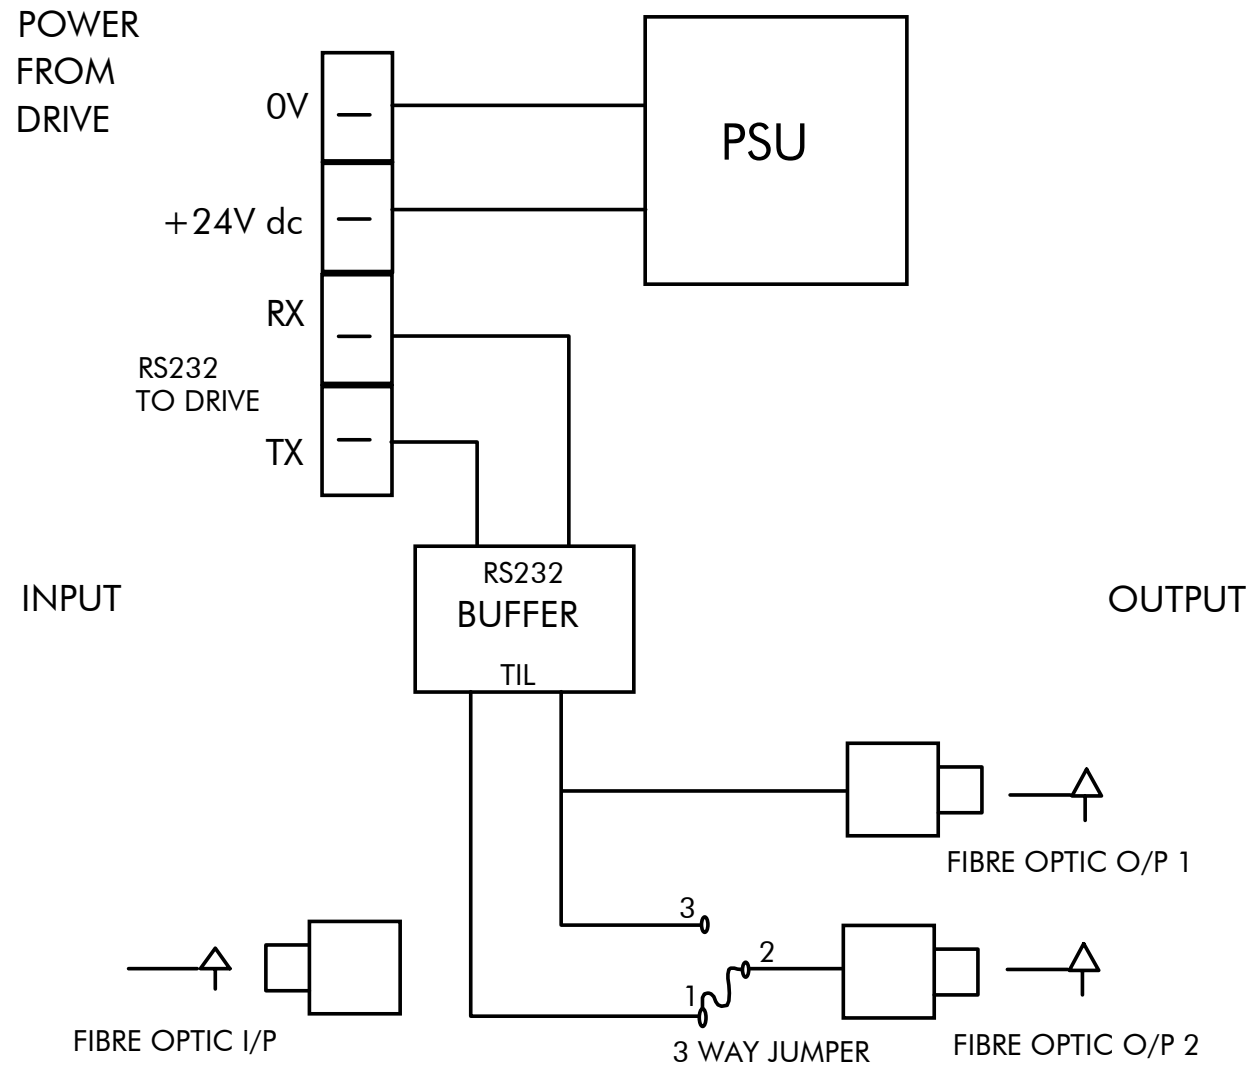 POWER
FROM
DRIVE
0V
PSU
+24V dc
RX
RS232
TO DRIVE
TX
INPUT
RS232
BUFFER
TIL
OUTPUT
FIBRE OPTIC O/P 1
3
2
1
FIBRE OPTIC I/P
3 WAY JUMPER
FIBRE OPTIC O/P 2